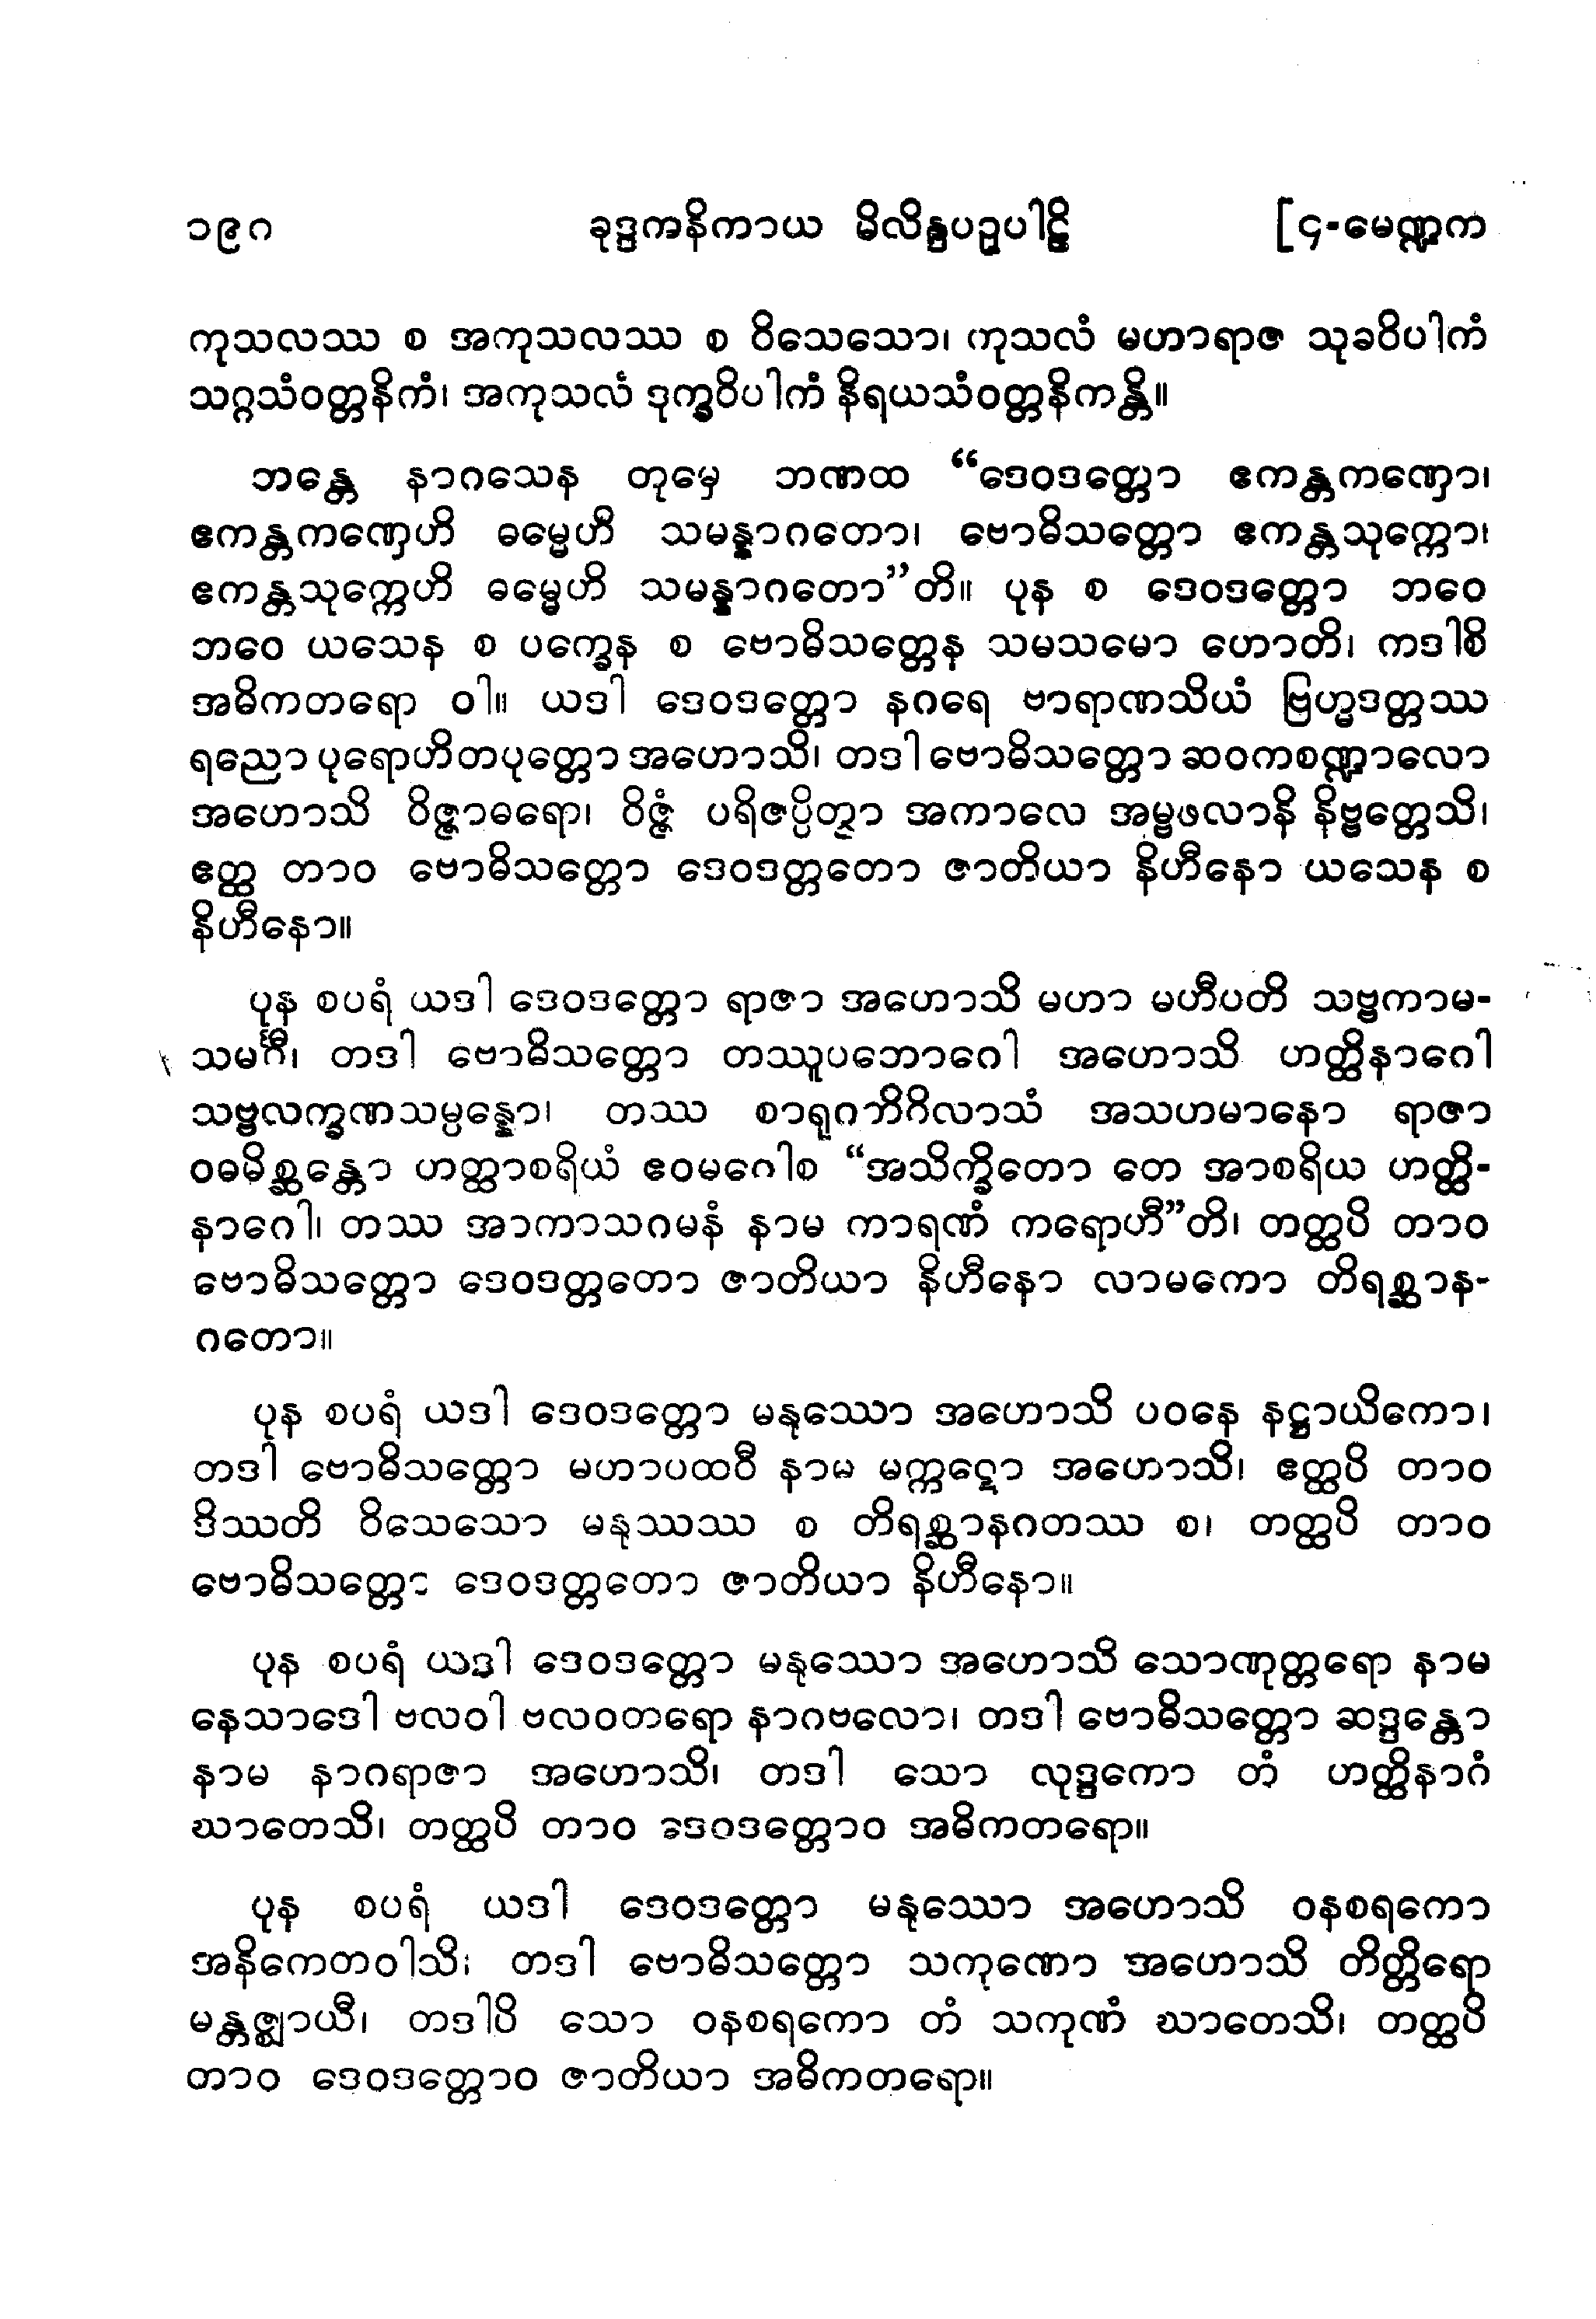 ၁၉ဂ ခုဒ္ဒကနိကာယ မိလိန္ဒပဉှပါဠိ [၄-မေဏ္ဍက
ကုသလဿ စ အကုသလဿ စ ဝိသေသော၊ ကုသလံ မဟာရာဇ သုခဝိပါကံ
သဂ္ဂသံဝတ္တနိကံ၊ အကုသလံ ဒုက္ခဝိပါကံ နိရယသံဝတ္တနိကန္တိ။
ဘန္တေ နာဂသေန တုမှေ ဘဏထ “ဒေဝဒတ္တော ဧကန္တကဏှော၊
ဧကန္တကဏှေဟိ ဓမ္မေဟိ သမန္နာဂတော၊ ဗောဓိသတ္တော ဧကန္တသုက္ကော၊
ဧကန္တသုက္ကေဟိ ဓမ္မေဟိ သမန္နာဂတော”တိ။ ပုန စ ဒေဝဒတ္တော ဘဝေ
ဘဝေ ယသေန စ ပက္ခေန စ ဗောဓိသတ္တေန သမသမော ဟောတိ၊ ကဒါစိ
အဓိကတရော ဝါ။ ယဒါ ဒေဝဒတ္တော နဂရေ ဗာရာဏသိယံ ဗြဟ္မဒတ္တဿ
ရညော ပုရောဟိတပုတ္တော အဟောသိ၊ တဒါ ဗောဓိသတ္တော ဆဝကစဏ္ဍာလော
အဟောသိ ဝိဇ္ဇာဓရော၊ ဝိဇ္ဇံ ပရိဇပ္ပိတွာ အကာလေ အမ္ဗဖလာနိ နိဗ္ဗတ္တေသိ၊
ဧတ္ထ တာဝ ဗောဓိသတ္တော ဒေဝဒတ္တတော ဇာတိယာ နိဟီနော ယသေန စ
နိဟီနော။
ပုန စပရံ ယဒါ ဒေဝဒတ္တော ရာဇာ အဟောသိ မဟာ မဟီပတိ သဗ္ဗကာမ-
သမင်္ဂီ၊ တဒါ ဗောဓိသတ္တော တဿူပဘောဂေါ အဟောသိ ဟတ္ထိနာဂေါ
သဗ္ဗလက္ခဏသမ္ပန္နော၊ တဿ စာရုဂတိဂိလာသံ အသဟမာနော ရာဇာ
ဝဓမိစ္ဆန္တော ဟတ္ထာစရိယံ ဧဝမဂေါစ “အသိက္ခိတော တေ အာစရိယ ဟတ္ထိ-
နာဂေါ၊ တဿ အာကာသဂမနံ နာမ ကာရဏံ ကရောဟီ”တိ၊ တတ္ထပိ တာဝ
ဗောဓိသတ္တော ဒေဝဒတ္တတော ဇာတိယာ နိဟီနော လာမကော တိရစ္ဆာန-
ဂတော။
ပုန စပရံ ယဒါ ဒေဝဒတ္တော မနုဿော အဟောသိ ပဝနေ နဋ္ဌာယိကော၊
တဒါ ဗောဓိသတ္တော မဟာပထဝီ နာမ မက္ကဋော အဟောသိ၊ ဧတ္ထပိ တာဝ
ဒိဿတိ ဝိသေသော မနုဿဿ စ တိရစ္ဆာနဂတဿ စ၊ တတ္ထပိ တာဝ
ဗောဓိသတ္တော ဒေဝဒတ္တတော ဇာတိယာ နိဟီနော။
ပုန စပရံ ယဒါ ဒေဝဒတ္တော မနုဿော အဟောသိ သောဏုတ္တရော နာမ
နေသာဒေါ ဗလဝါ ဗလဝတရော နာဂဗလော၊ တဒါ ဗောဓိသတ္တော ဆဒ္ဒန္တော
နာမ နာဂရာဇာ အဟောသိ၊ တဒါ သော လုဒ္ဒကော တံ ဟတ္ထိနာဂံ
ဃာတေသိ၊ တတ္ထပိ တာဝ ဒေဝဒတ္တောဝ အဓိကတရော။
ပုန စပရံ ယဒါ ဒေဝဒတ္တော မနုဿော အဟောသိ ဝနစရကော
အနိကေတဝါသိ၊ တဒါ ဗောဓိသတ္တော သကုဏော အဟောသိ တိတ္တိရော
မန္တဇ္ဈာယီ၊ တဒါပိ သော ဝနစရကော တံ သကုဏံ ဃာတေသိ၊ တတ္ထပိ
တာဝ ဒေဝဒတ္တောဝ ဇာတိယာ အဓိကတရော။